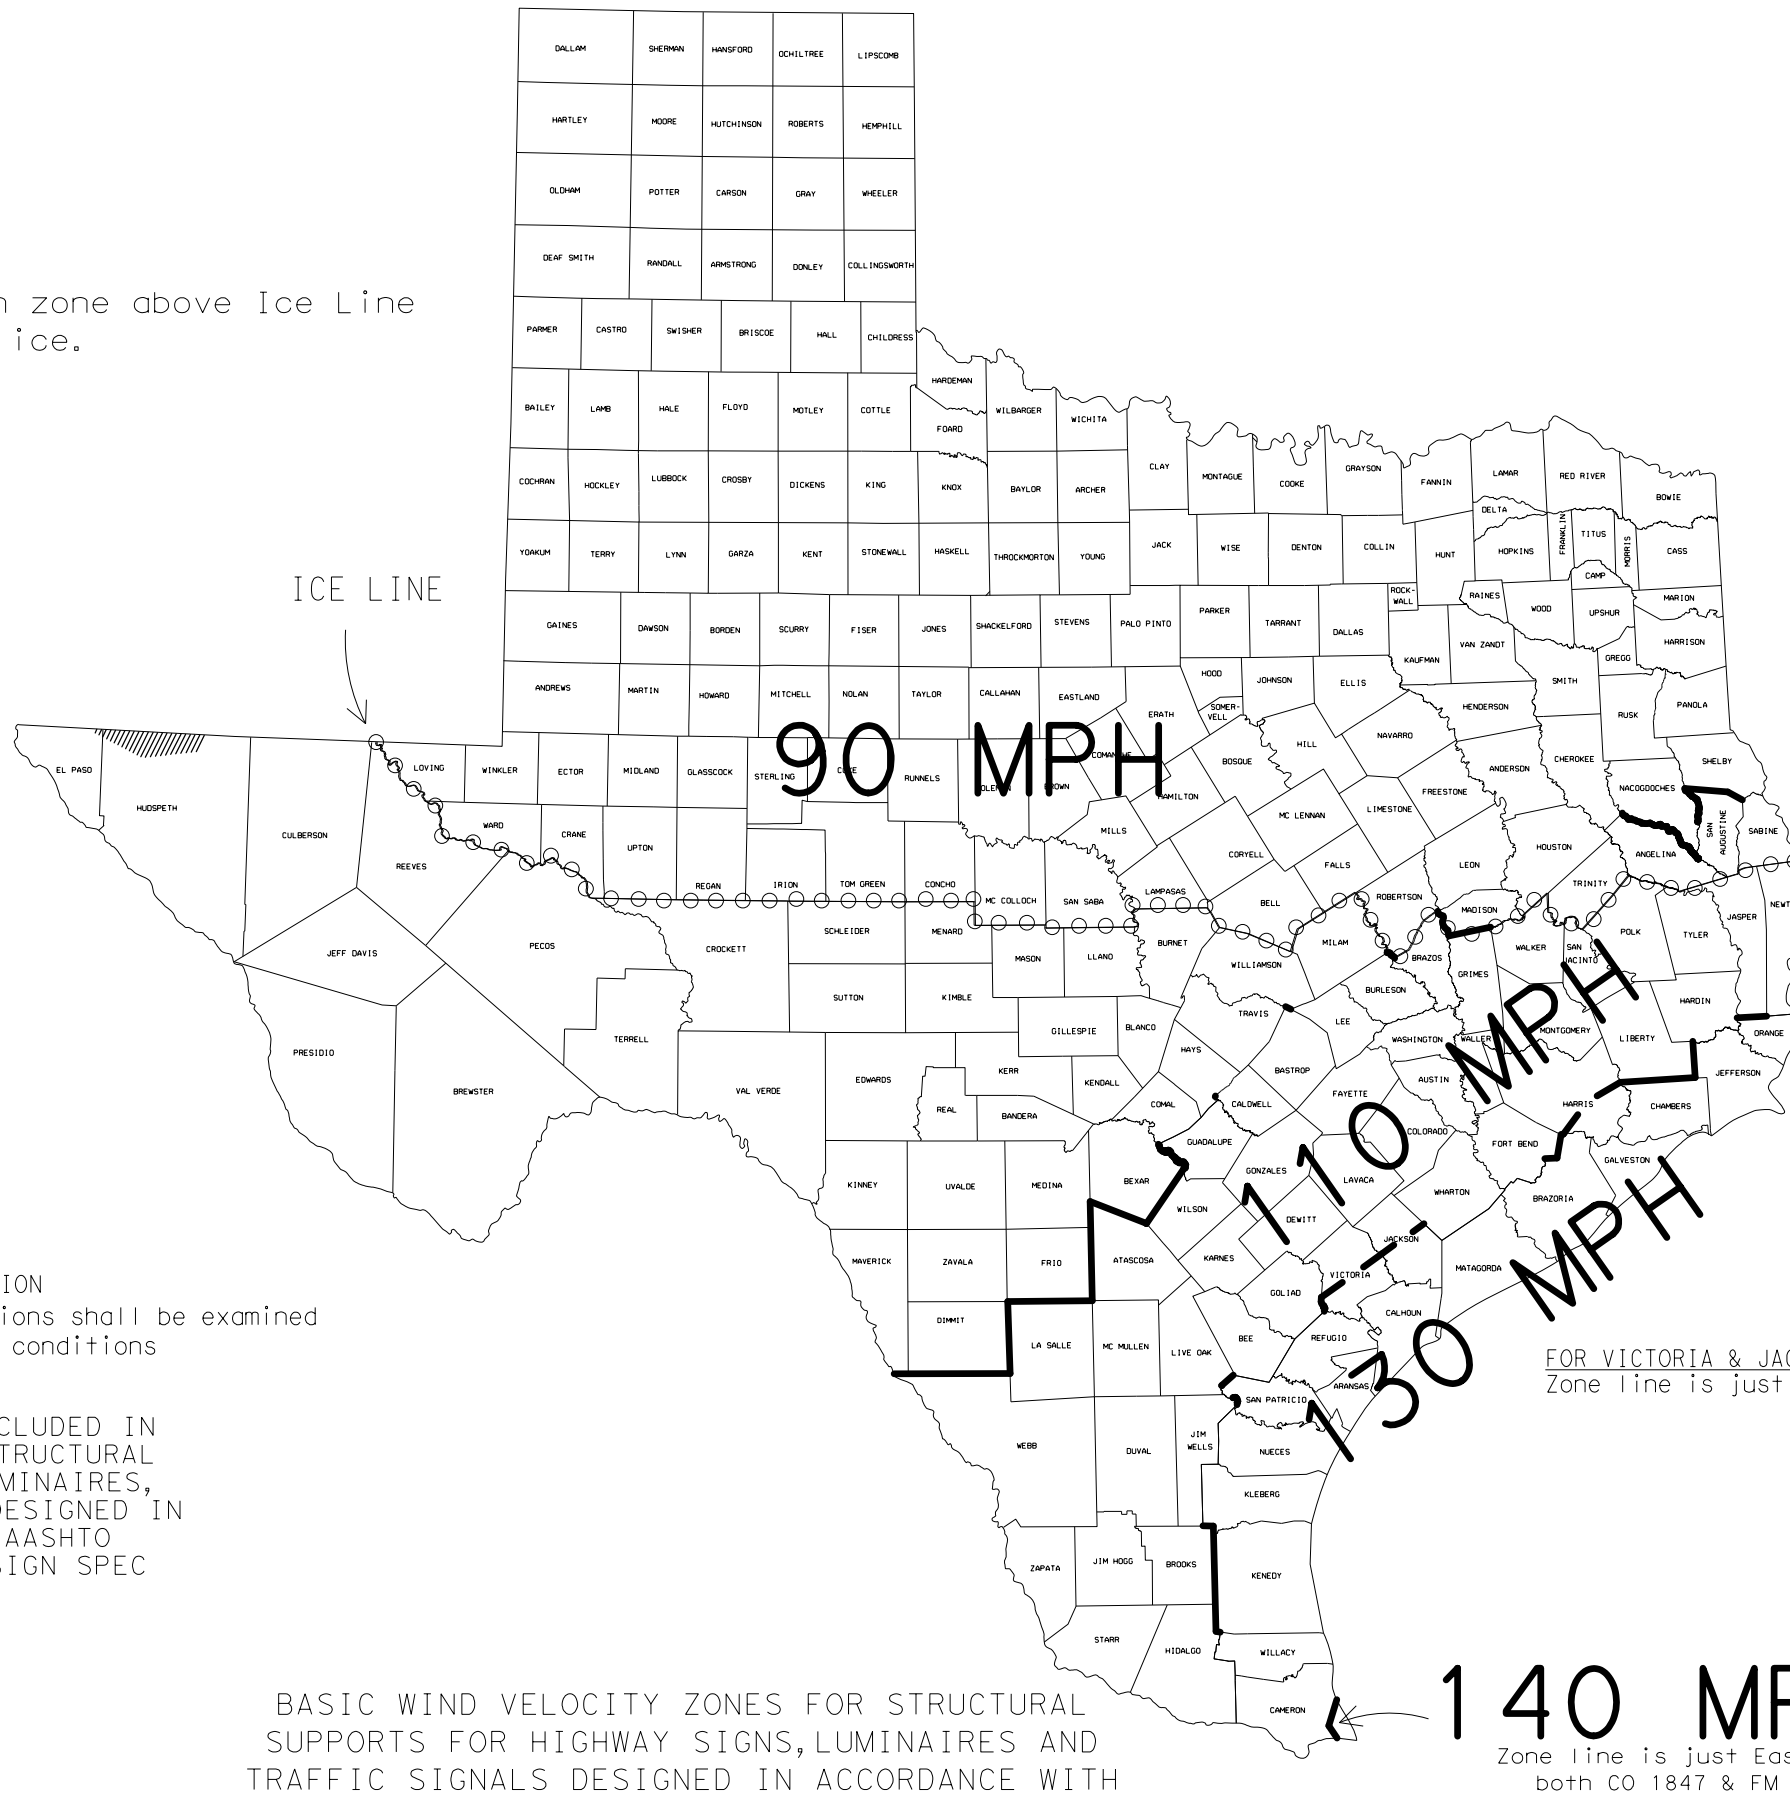 DALLAM SHERMAN HANSFORD OCHILTREE LIPSCOMB
HARTLEY MOORE HUTCHINSON ROBERTS HEMPHILL
OLDHAM POTTER CARSON GRAY WHEELER
DEAF SMITH RANDALL ARMSTRONG DONLEY COLLINGSWORTH
zone above Ice Line
ice.
PARMER CASTRO SWISHER BRISCOE HALL CHILDRESS
HARDEMAN
BAILEY LAMB HALE FLOYD MOTLEY COTTLE FOARD WILBARGER WICHITA
COCHRAN HOCKLEY LUBBOCK CROSBY DICKENS KING KNOX BAYLOR ARCHER CLAY MONTAGUE COOKE GRAYSON FANNIN LAMAR RED RIVER BOWIE
DELTA
YOAKUM TERRY LYNN GARZA KENT STONEWALL HASKELL THROCKMORTON YOUNG JACK WISE DENTON COLLIN HUNT HOPKINS FRANKLIN TITUS MORRIS CASS
CAMP
ICE LINE
ROCK-
WALL
RAINES WOOD UPSHUR MARION
GAINES DAWSON BORDEN SCURRY FISER JONES SHACKELFORD STEVENS PALO PINTO PARKER TARRANT DALLAS KAUFMAN VAN ZANDT GREGG HARRISON
ANDREWS MARTIN HOWARD MITCHELL NOLAN TAYLOR CALLAHAN EASTLAND ERATH HOOD JOHNSON ELLIS HENDERSON SMITH RUSK PANOLA
SOMER-
VELL
90 MPH
EL PASO HUDSPETH CULBERSON REEVES LOVING WINKLER ECTOR MIDLAND GLASSCOCK STERLING RUNNELS BOSQUE HILL NAVARRO ANDERSON CHEROKEE SHELBY
HAMILTON MC LENNAN LIMESTONE FREESTONE NACOGDOCHES
WARD CRANE UPTON MILLS CORYELL FALLS LEON HOUSTON ANGELINA
SAN
AUGUSTINE
SABINE
REGAN IRION TOM GREEN CONCHO MC COLLOCH SAN SABA LAMPASAS BELL ROBERTSON MADISON TRINITY
JEFF DAVIS PECOS CROCKETT SCHLEIDER MENARD MASON LLANO BURNET WILLIAMSON MILAM BRAZOS GRIMES WALKER
SAN
JACINTO
POLK TYLER JASPER NEWT
SUTTON KIMBLE BURLESON HARDIN
PRESIDIO BREWSTER TERRELL VAL VERDE EDWARDS KERR GILLESPIE BLANCO TRAVIS LEE WASHINGTON WALLER MONTGOMERY LIBERTY ORANGE
HAYS BASTROP JEFFERSON
REAL BANDERA KENDALL COMAL CALDWELL FAYETTE AUSTIN HARRIS CHAMBERS
110 MPH
KINNEY UVALDE MEDINA BEXAR GUADALUPE GONZALES LAVACA COLORADO FORT BEND GALVESTON
WILSON DEWITT WHARTON BRAZORIA
MAVERICK ZAVALA FRIO ATASCOSA KARNES JACKSON MATAGORDA
VICTORIA GOLIAD
130 MPH
ION
ions shall be examined
conditions
DIMMIT LA SALLE MC MULLEN LIVE OAK BEE REFUGIO CALHOUN
FOR VICTORIA &
Zone line is just
ARANSAS
SAN PATRICIO
CLUDED IN
TRUCTURAL
MINAIRES,
DESIGNED IN
AASHTO
SIGN SPEC
WEBB DUVAL
JIM
WELLS
NUECES
KLEBERG
ZAPATA JIM HOGG BROOKS KENEDY
STARR HIDALGO WILLACY
CAMERON
140
Zone line is just Eas
both CO 1847 & FM
BASIC WIND VELOCITY ZONES FOR STRUCTURAL
SUPPORTS FOR HIGHWAY SIGNS, LUMINAIRES AND
TRAFFIC SIGNALS DESIGNED IN ACCORDANCE WITH